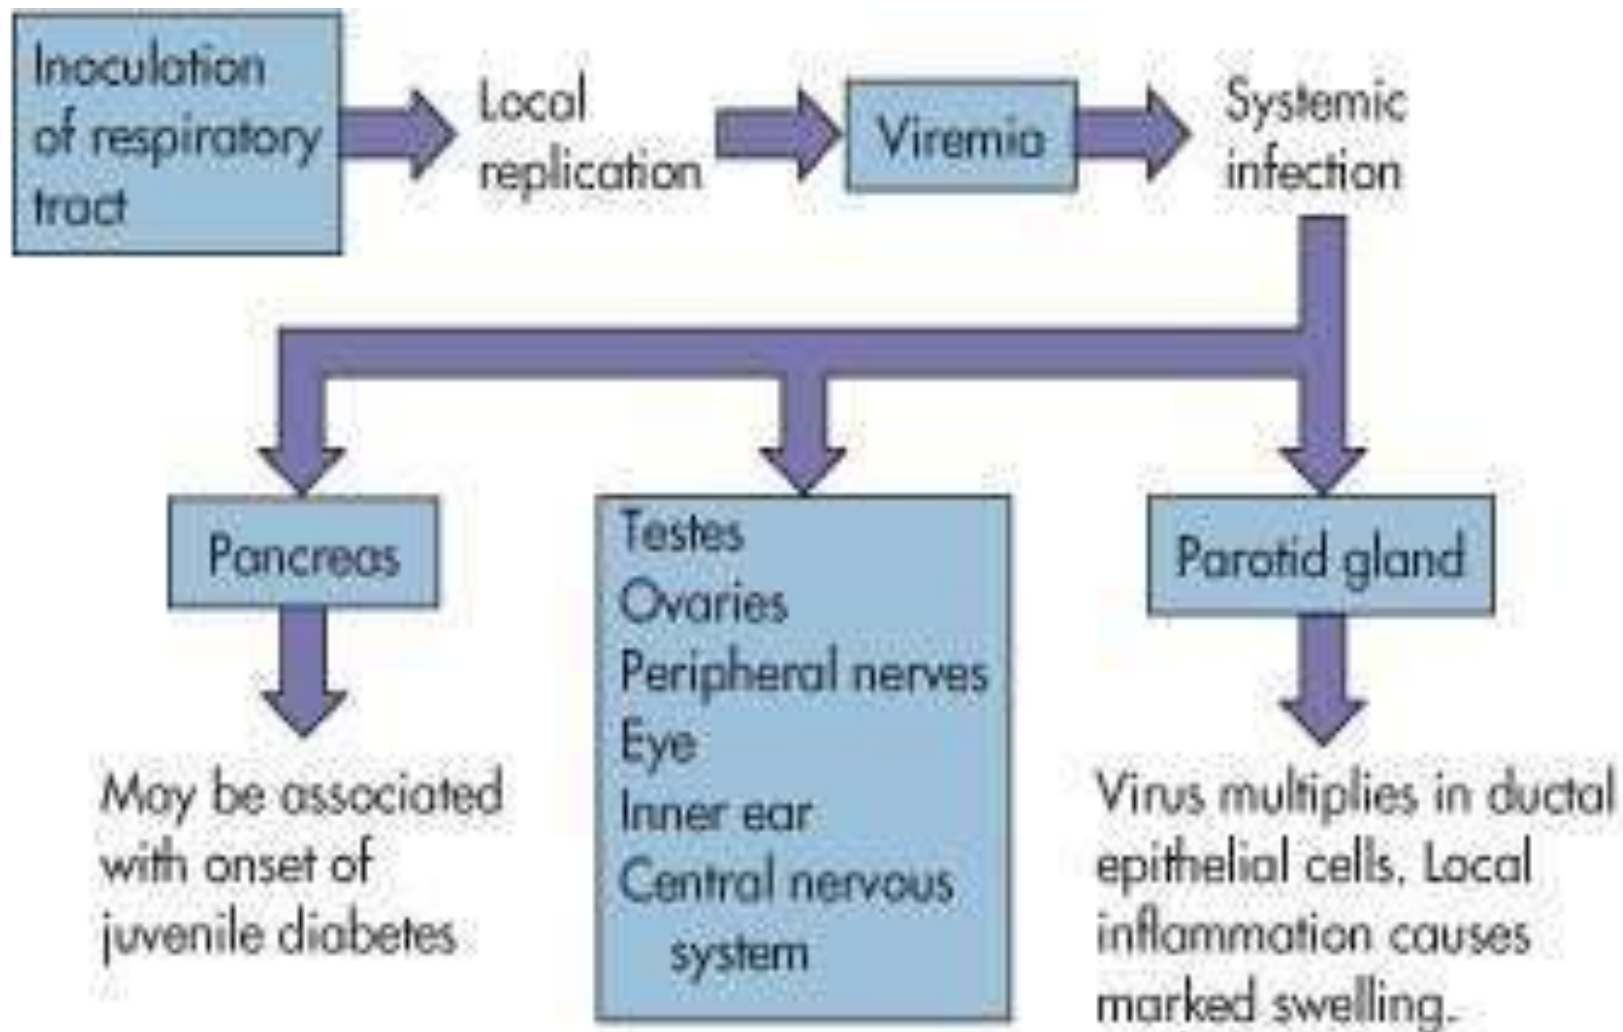 Inoculation
of respiratory
tract
Local
replication
Viremia
Systemic
infection
Pancreas
Testes
Ovaries
Peripheral nerves
Eye
Inner ear
Central nervous
system
Parotid gland
May be associated
with onset of
juvenile diabetes
Virus multiplies in ductal
epithelial cells. Local
inflammation causes
marked swelling.